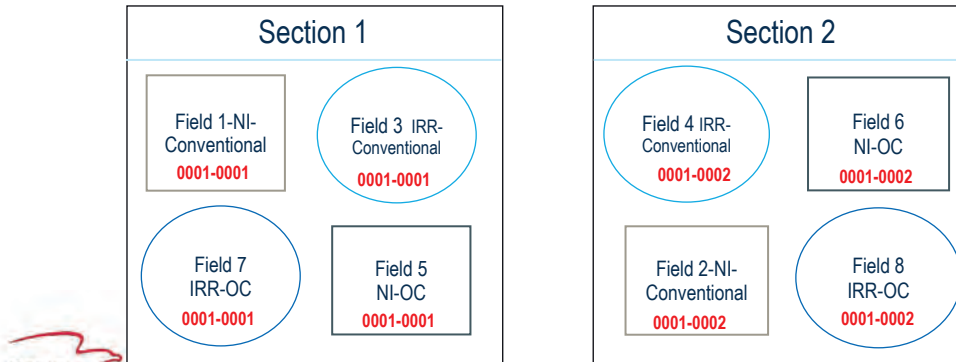 Section 1
Field 1-NI-
Conventional
0001-0001
Field 3 IRR-
Conventional
0001-0001
Field 7
IRR-OC
0001-0001
Field 5
NI-OC
0001-0001
Section 2
Field 4 IRR-
Conventional
0001-0002
Field 6
NI-OC
0001-0002
Field 2-NI-
Conventional
0001-0002
Field 8
IRR-OC
0001-0002